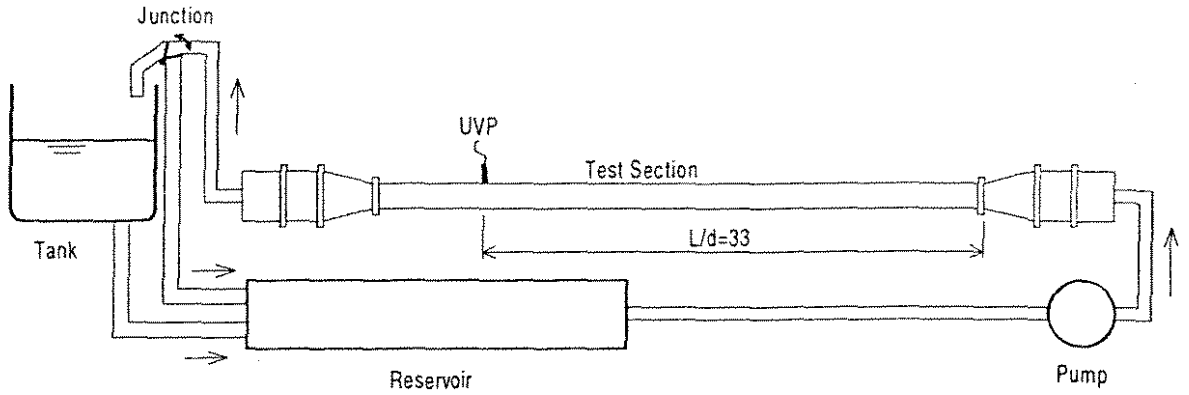 Junction
UVP
Test Section
L/d=33
Tank
Reservoir
Pump